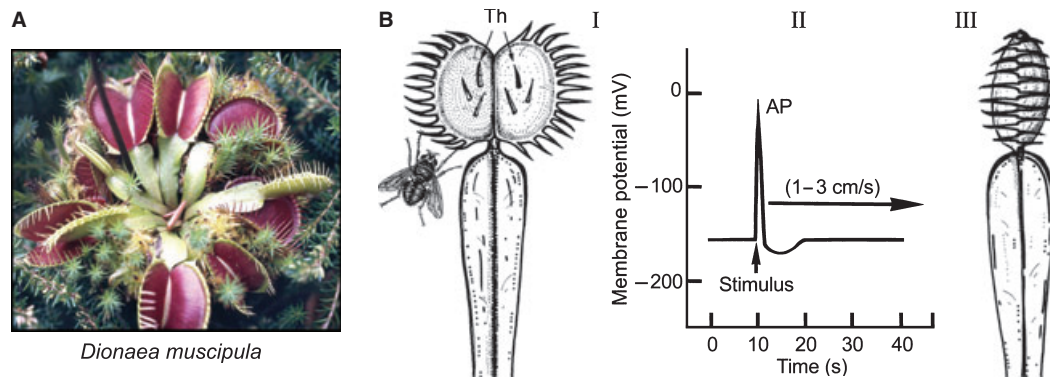 A
Dionaea muscipula
B
Th
I
II
III
Membrane potential (mV)
0
−100
−200
AP
(1–3 cm/s)
Stimulus
0 10 20 30 40
Time (s)